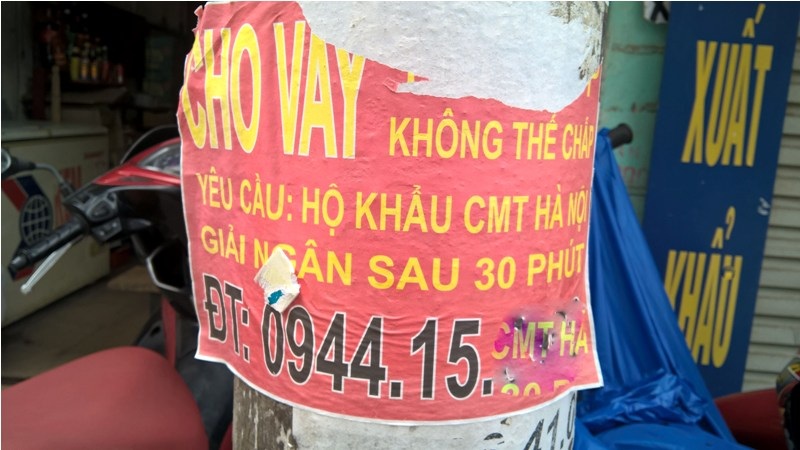 CHO VAY
KHÔNG THẾ CHẤP
YÊU CẦU: HỘ KHẨU CMT HÀ NỘI
GIẢI NGÂN SAU 30 PHÚT
ĐT: 0944.15.
CMT HÀ
30
XUẤT
KHẨU